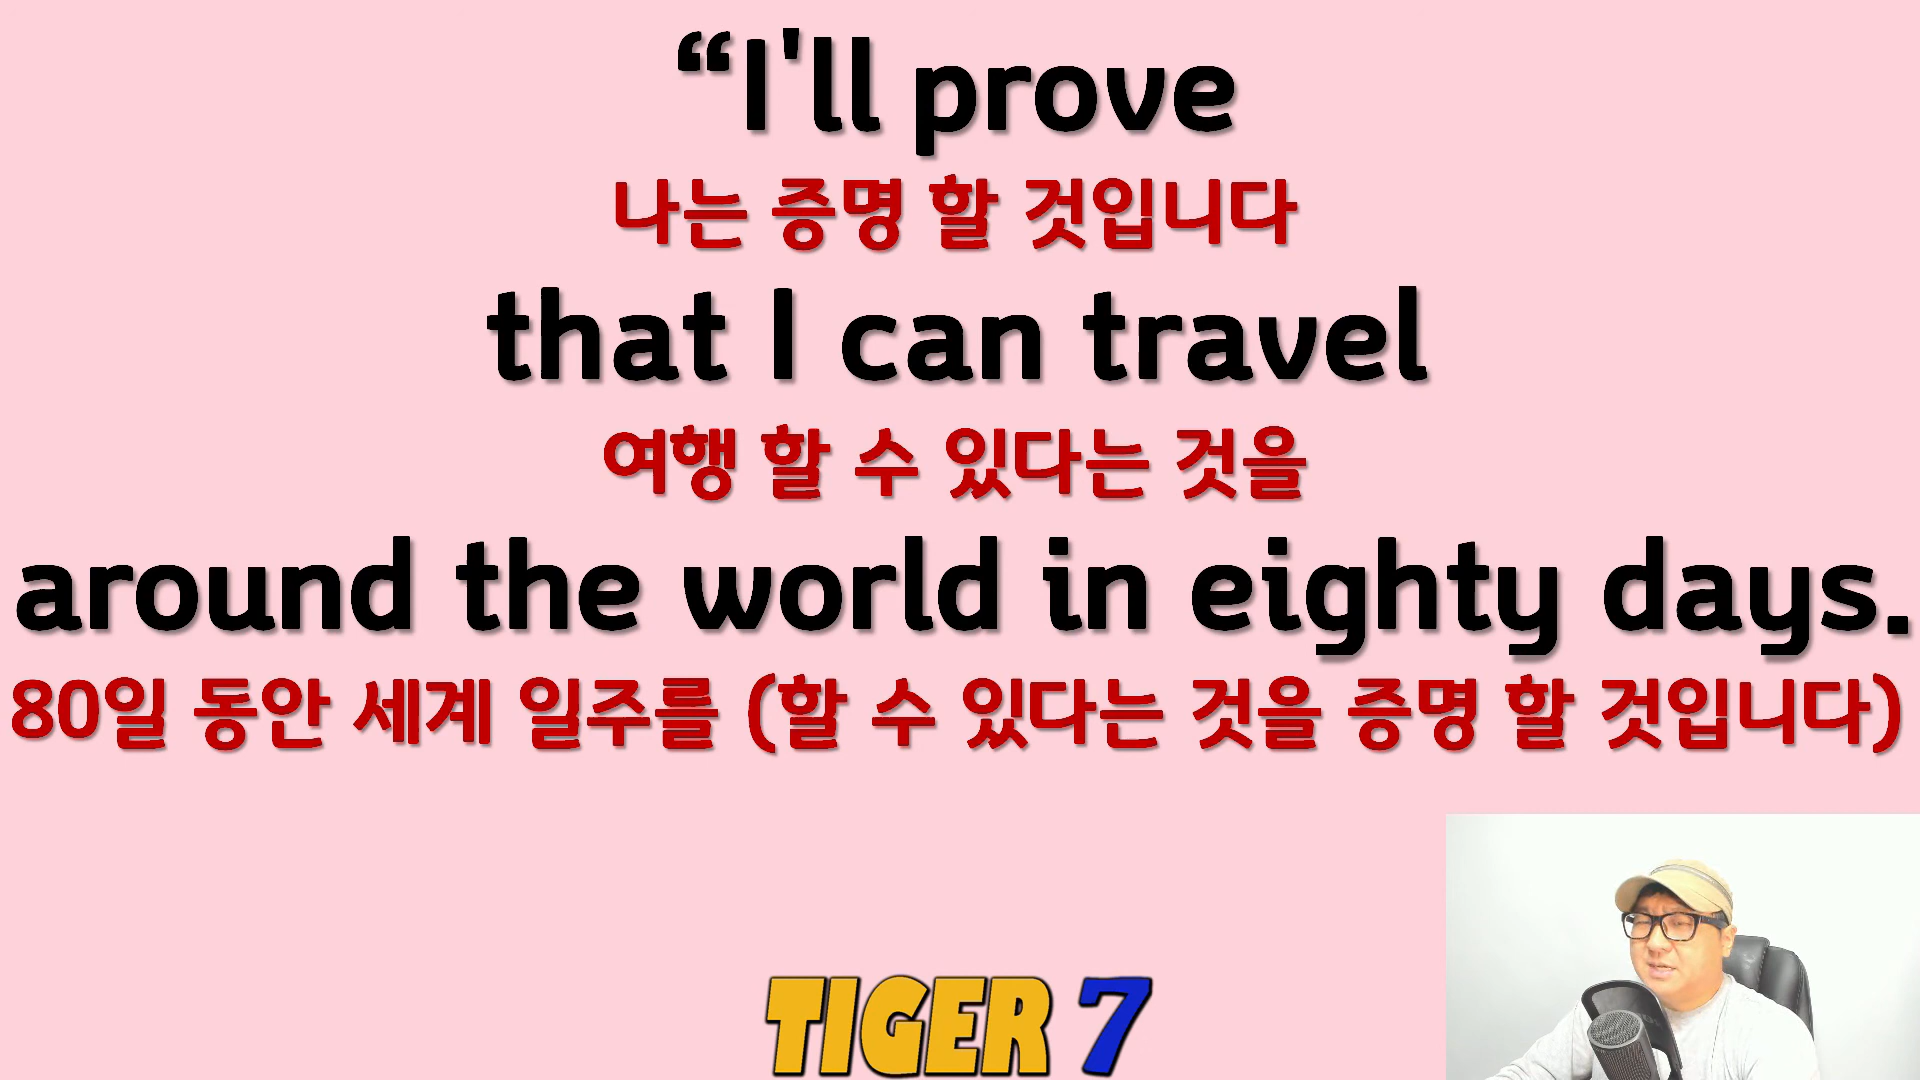 “I'll prove
나는 증명 할 것입니다
that I can travel
여행 할 수 있다는 것을
around the world in eighty days.
80일 동안 세계 일주를 (할 수 있다는 것을 증명 할 것입니다)
TIGER 7